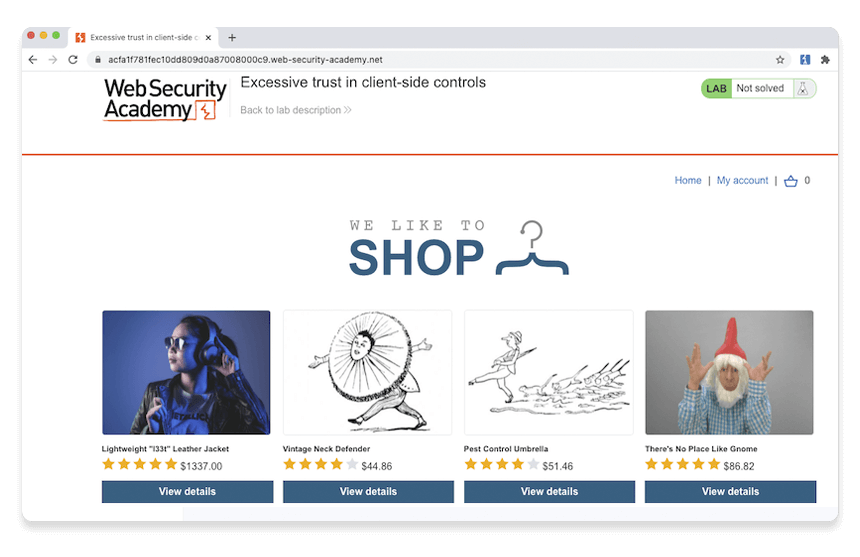 Excessive trust in client-side c
acfa1f781fec10dd809d0a87008000c9.web-security-academy.net
Web Security
Academy
Excessive trust in client-side controls
Back to lab description
LAB Not solved
Home | My account | 0
WE LIKE TO
SHOP
Lightweight "l33t" Leather Jacket
$1337.00
View details
Vintage Neck Defender
$44.86
View details
Pest Control Umbrella
$51.46
View details
There's No Place Like Gnome
$86.82
View details